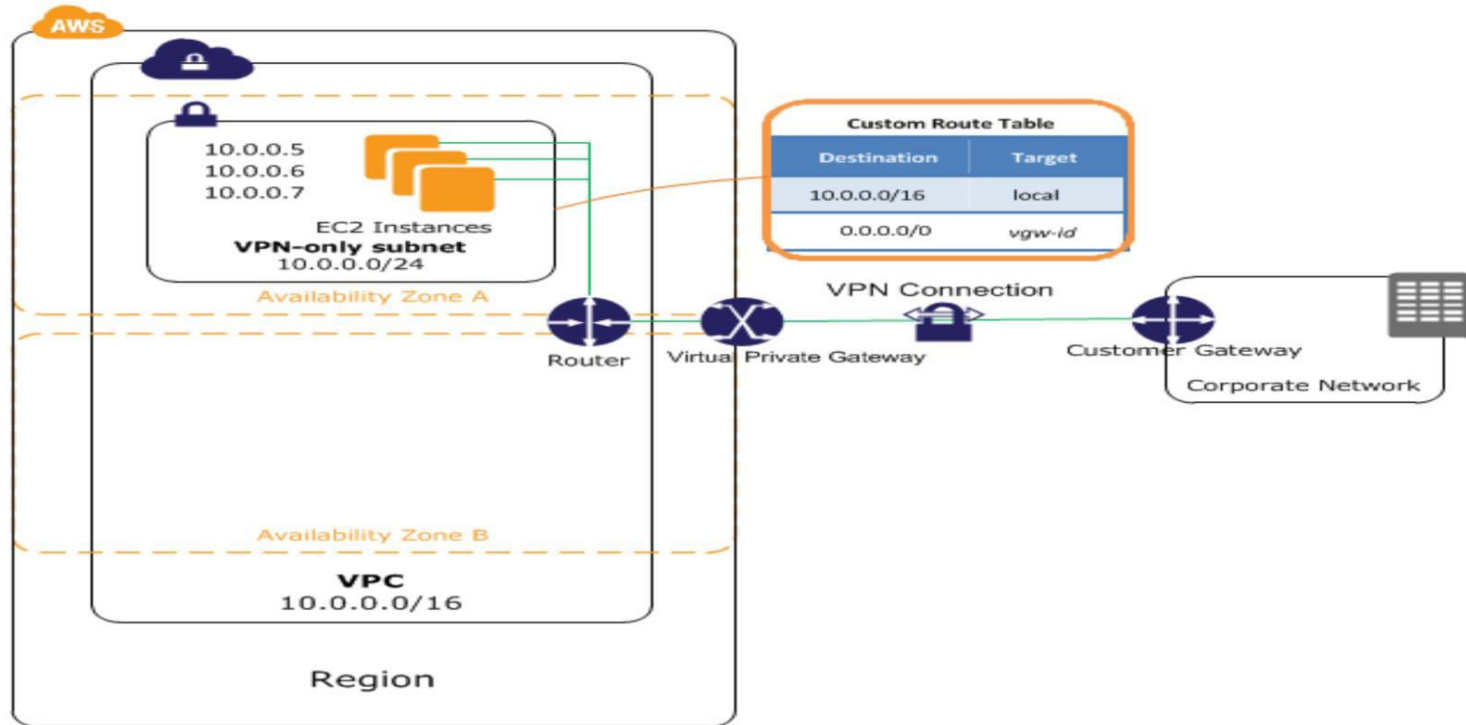 AWS
10.0.0.5
10.0.0.6
10.0.0.7
EC2 Instances
VPN-only subnet
10.0.0.0/24
Availability Zone A
Custom Route Table
Destination Target
10.0.0.0/16 local
0.0.0.0/0 vgw-id
VPN Connection
Router
Virtual Private Gateway
Customer Gateway
Corporate Network
Availability Zone B
VPC
10.0.0.0/16
Region